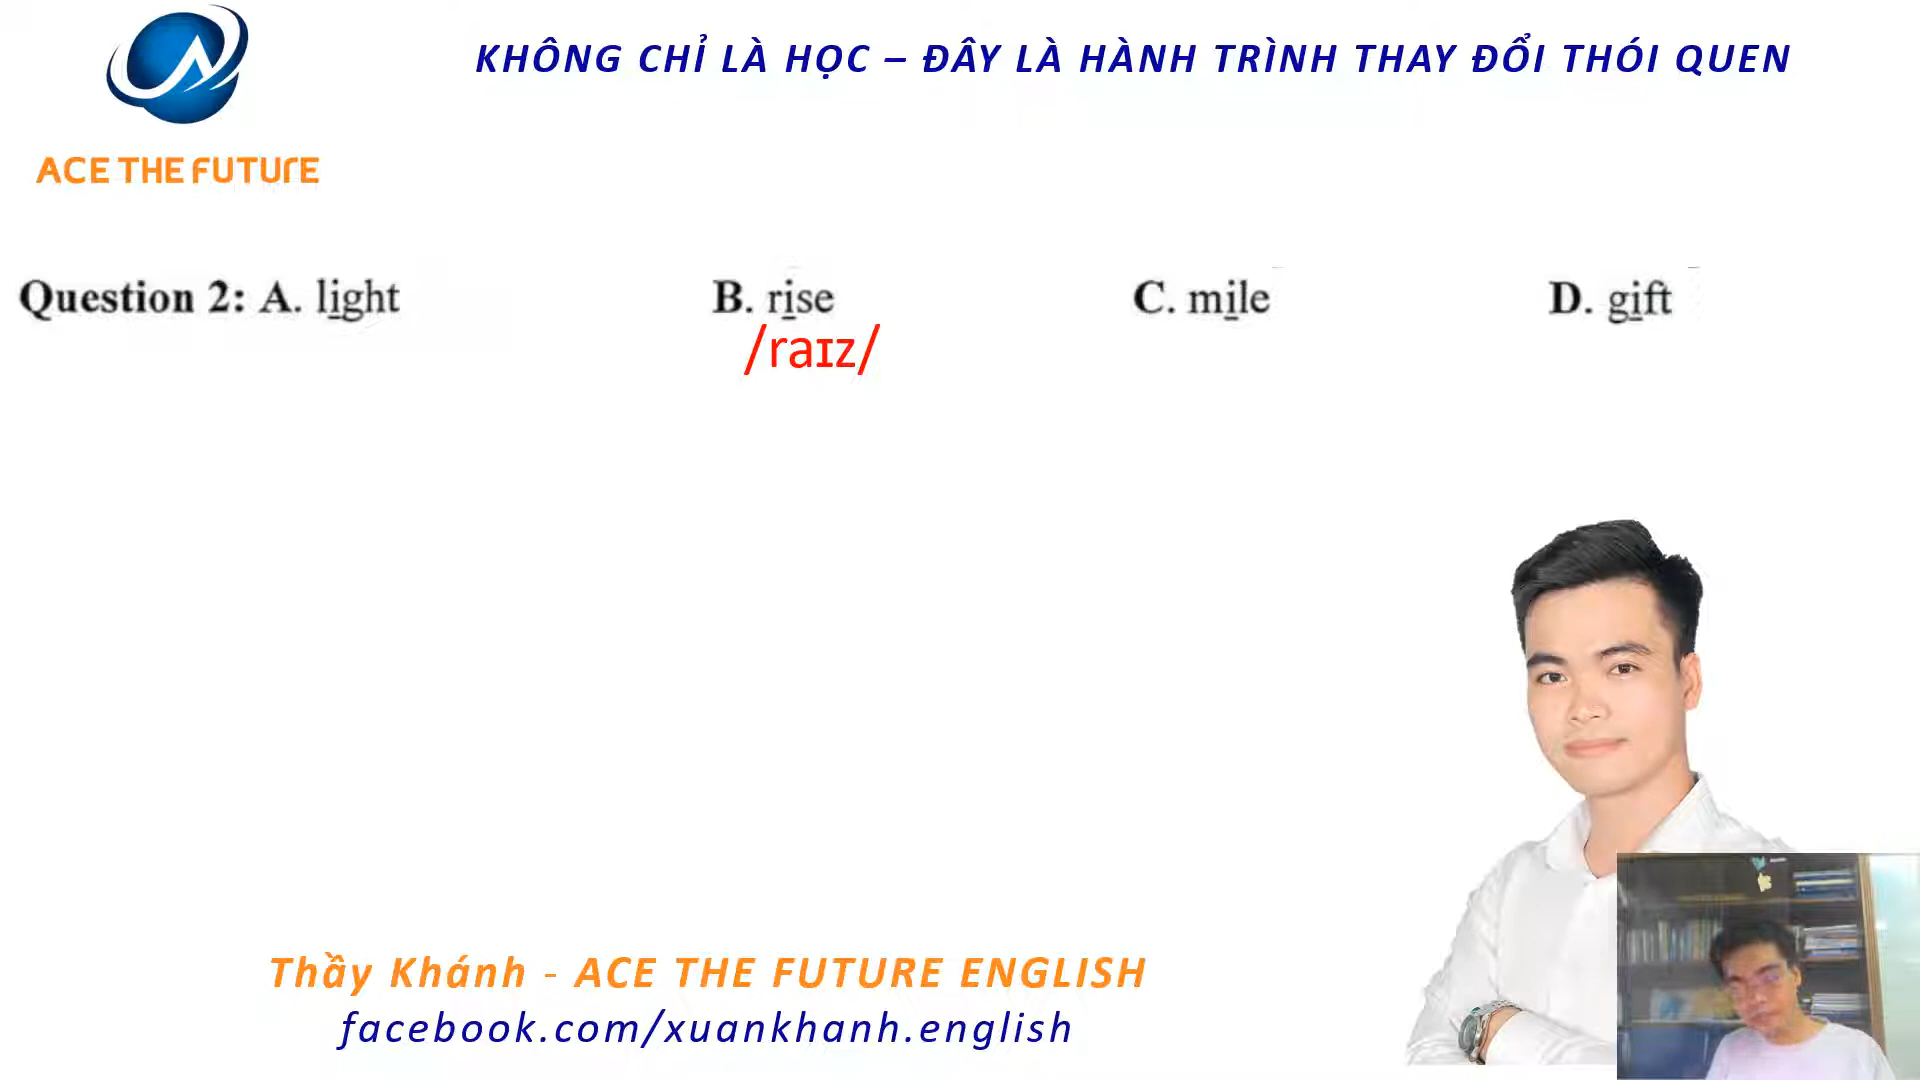 KHÔNG CHỈ LÀ HỌC – ĐÂY LÀ HÀNH TRÌNH THAY ĐỔI THÓI QUEN
ACE THE FUTURE
Question 2: A. light B. rise C. mile D. gift
/raɪz/
Thầy Khánh - ACE THE FUTURE ENGLISH
facebook.com/xuankhanh.english